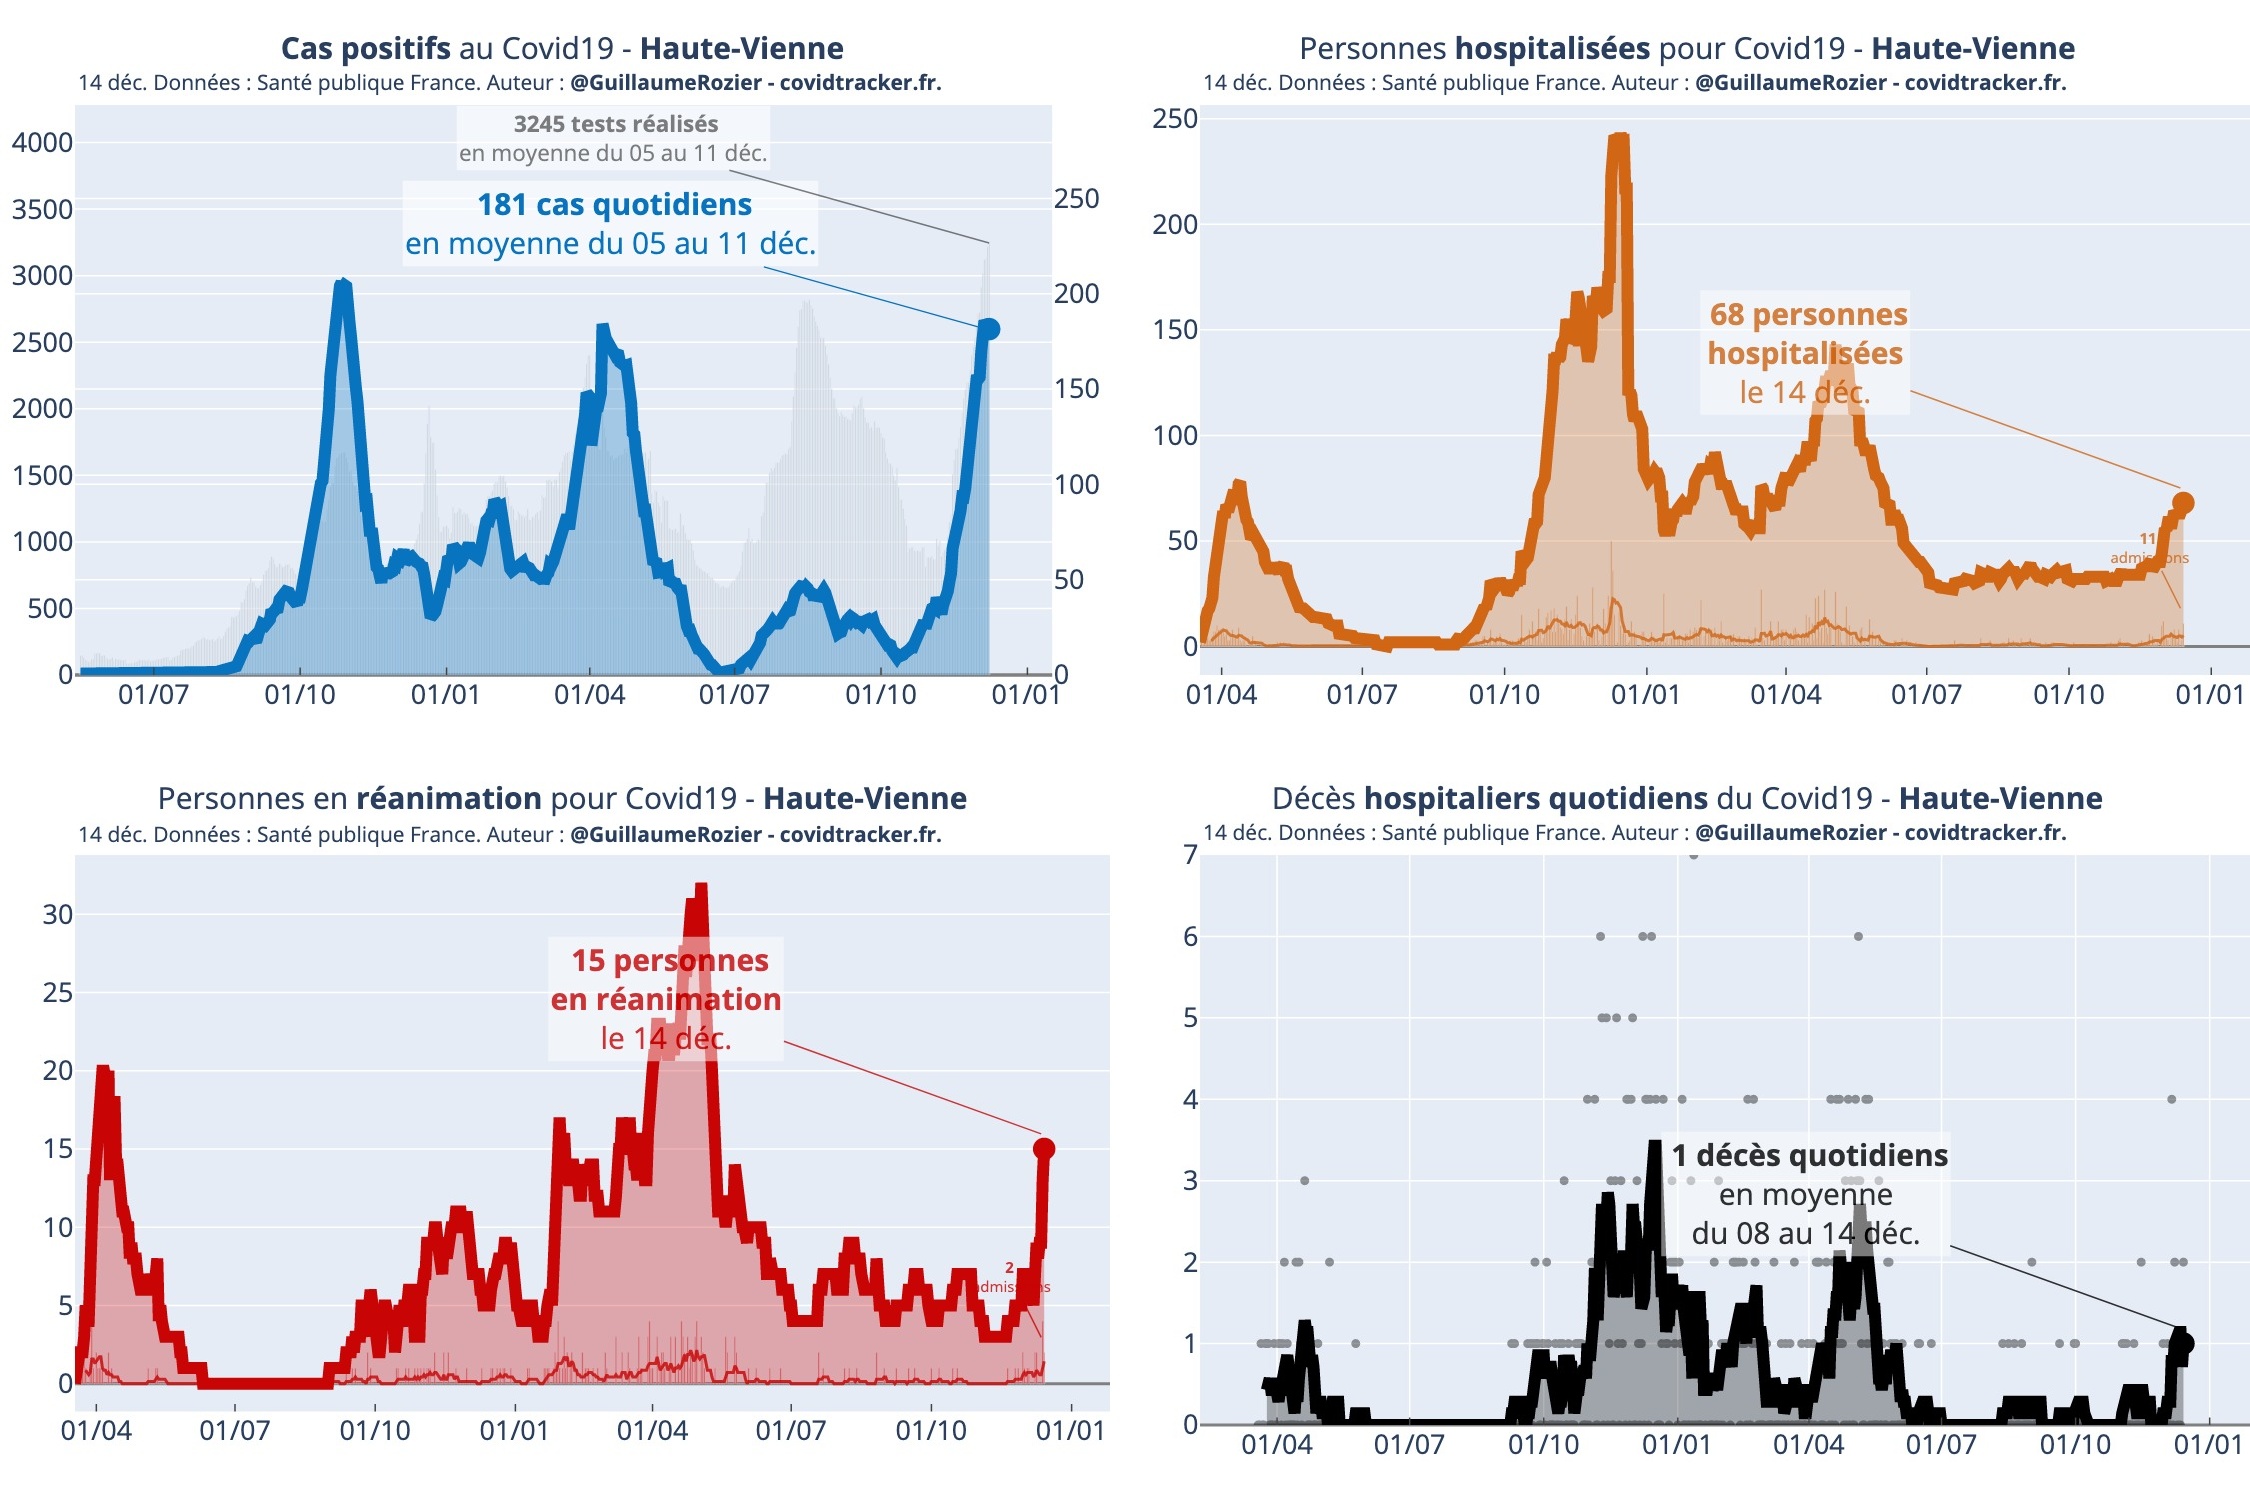 Cas positifs au Covid19 - Haute-Vienne
14 déc. Données : Santé publique France. Auteur : @GuillaumeRozier - covidtracker.fr.
3245 tests réalisés
en moyenne du 05 au 11 déc.
181 cas quotidiens
en moyenne du 05 au 11 déc.
4000
3500
3000
2500
2000
1500
1000
500
0
250
200
150
100
50
0
01/07 01/10 01/01 01/04 01/07 01/10 01/01
Personnes hospitalisées pour Covid19 - Haute-Vienne
14 déc. Données : Santé publique France. Auteur : @GuillaumeRozier - covidtracker.fr.
250
200
150
100
50
0
68 personnes
hospitalisées
le 14 déc.
11
admissions
01/04 01/07 01/10 01/01 01/04 01/07 01/10 01/01
Personnes en réanimation pour Covid19 - Haute-Vienne
14 déc. Données : Santé publique France. Auteur : @GuillaumeRozier - covidtracker.fr.
30
25
20
15
10
5
0
15 personnes
en réanimation
le 14 déc.
2
admissions
01/04 01/07 01/10 01/01 01/04 01/07 01/10 01/01
Décès hospitaliers quotidiens du Covid19 - Haute-Vienne
14 déc. Données : Santé publique France. Auteur : @GuillaumeRozier - covidtracker.fr.
7
6
5
4
3
2
1
0
1 décès quotidiens
en moyenne
du 08 au 14 déc.
01/04 01/07 01/10 01/01 01/04 01/07 01/10 01/01